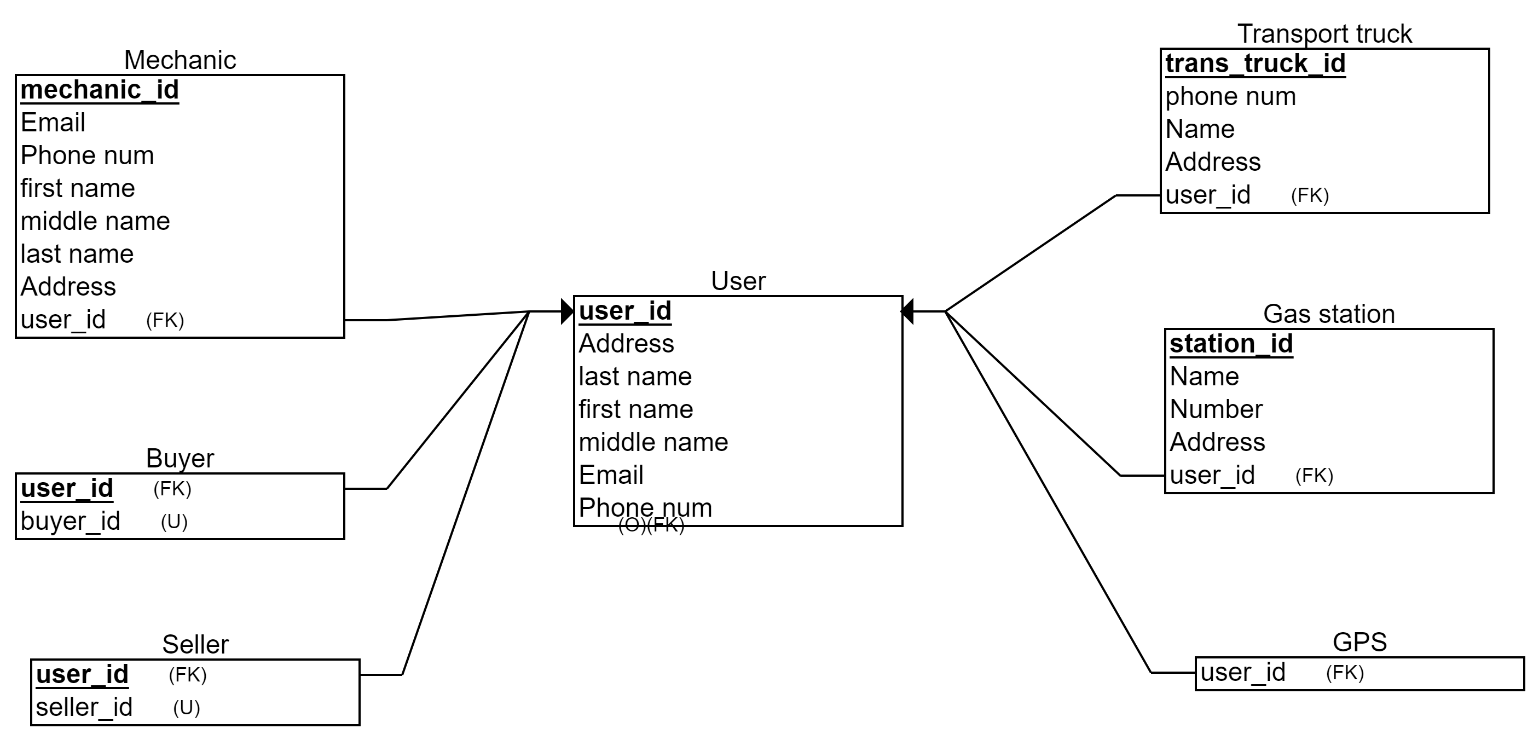 Mechanic
mechanic_id
Email
Phone num
first name
middle name
last name
Address
user_id (FK)
Buyer
user_id (FK)
buyer_id (U)
Seller
user_id (FK)
seller_id (U)
User
user_id
Address
last name
first name
middle name
Email
Phone num
(O)(FK)
Transport truck
trans_truck_id
phone num
Name
Address
user_id (FK)
Gas station
station_id
Name
Number
Address
user_id (FK)
GPS
user_id (FK)